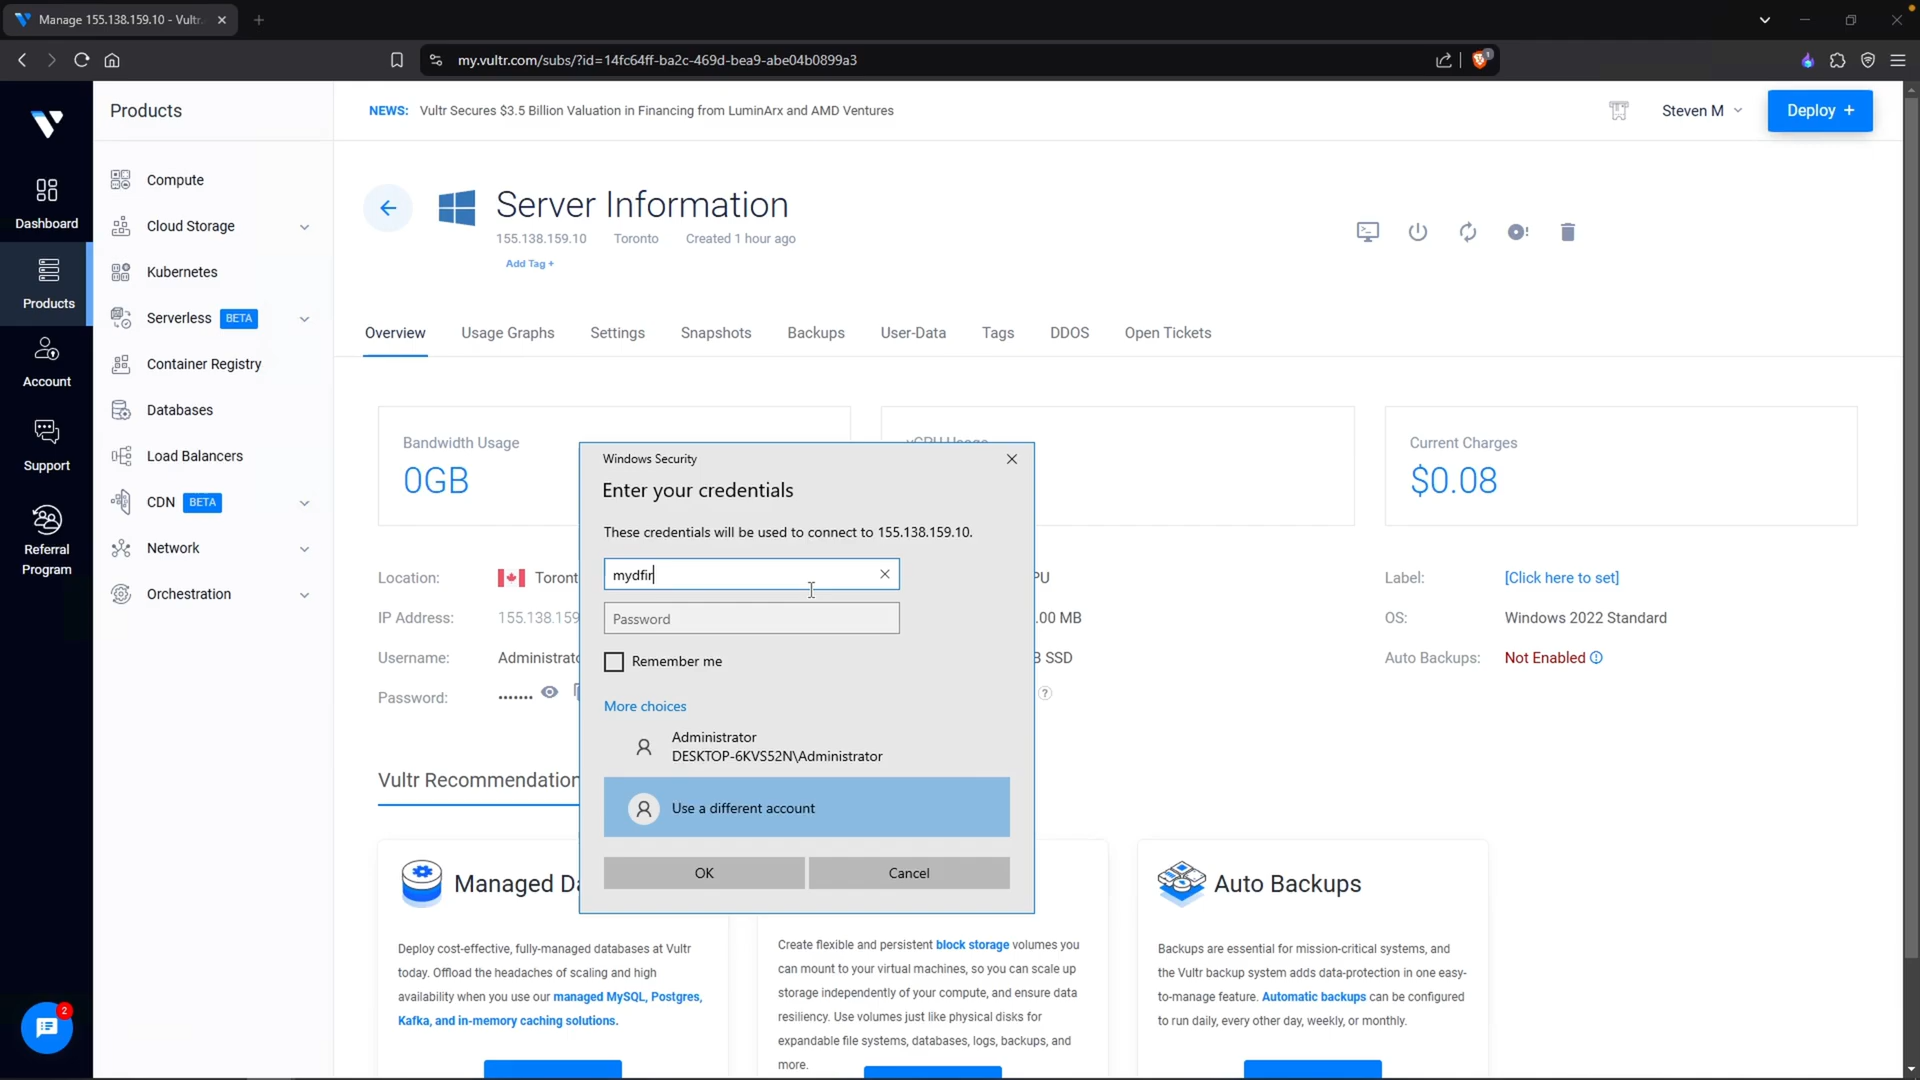 Manage 155.138.159.10 - Vultr.
my.vultr.com/subs/?id=14fc64ff-ba2c-469d-bea9-abe04b0899a3
1
Products
NEWS: Vultr Secures $3.5 Billion Valuation in Financing from LuminArx and AMD Ventures
Steven M
Deploy +
Dashboard
Products
Account
Support
Referral
Program
2
Compute
Cloud Storage
Kubernetes
Serverless BETA
Container Registry
Databases
Load Balancers
CDN BETA
Network
Orchestration
Server Information
155.138.159.10 Toronto Created 1 hour ago
Add Tag +
Overview Usage Graphs Settings Snapshots Backups User-Data Tags DDOS Open Tickets
Bandwidth Usage
0GB
vCPU Usage
Current Charges
$0.08
Location: Toront
IP Address: 155.138.159
Username: Administrat
Password: •••••••
PU
.00 MB
SSD
Label: [Click here to set]
OS: Windows 2022 Standard
Auto Backups: Not Enabled
Windows Security
Enter your credentials
These credentials will be used to connect to 155.138.159.10.
mydfir
Password
Remember me
More choices
Administrator
DESKTOP-6KVS52N\Administrator
Use a different account
OK
Cancel
Vultr Recommendation
Managed Da
Deploy cost-effective, fully-managed databases at Vultr
today. Offload the headaches of scaling and high
availability when you use our managed MySQL, Postgres,
Kafka, and in-memory caching solutions.
Create flexible and persistent block storage volumes you
can mount to your virtual machines, so you can scale up
storage independently of your compute, and ensure data
resiliency. Use volumes just like physical disks for
expandable file systems, databases, logs, backups, and
more.
Auto Backups
Backups are essential for mission-critical systems, and
the Vultr backup system adds data-protection in one easy-
to-manage feature. Automatic backups can be configured
to run daily, every other day, weekly, or monthly.